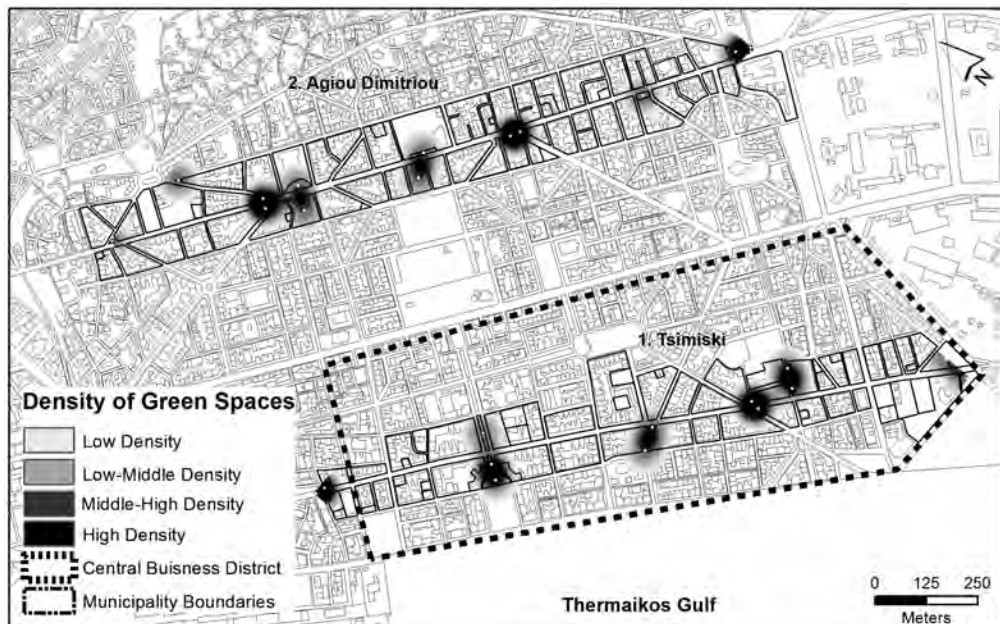 2. Agiou Dimitriou
N
1. Tsimiski
Density of Green Spaces
Low Density
Low-Middle Density
Middle-High Density
High Density
Central Buisness District
Municipality Boundaries
Thermaikos Gulf
0 125 250
Meters